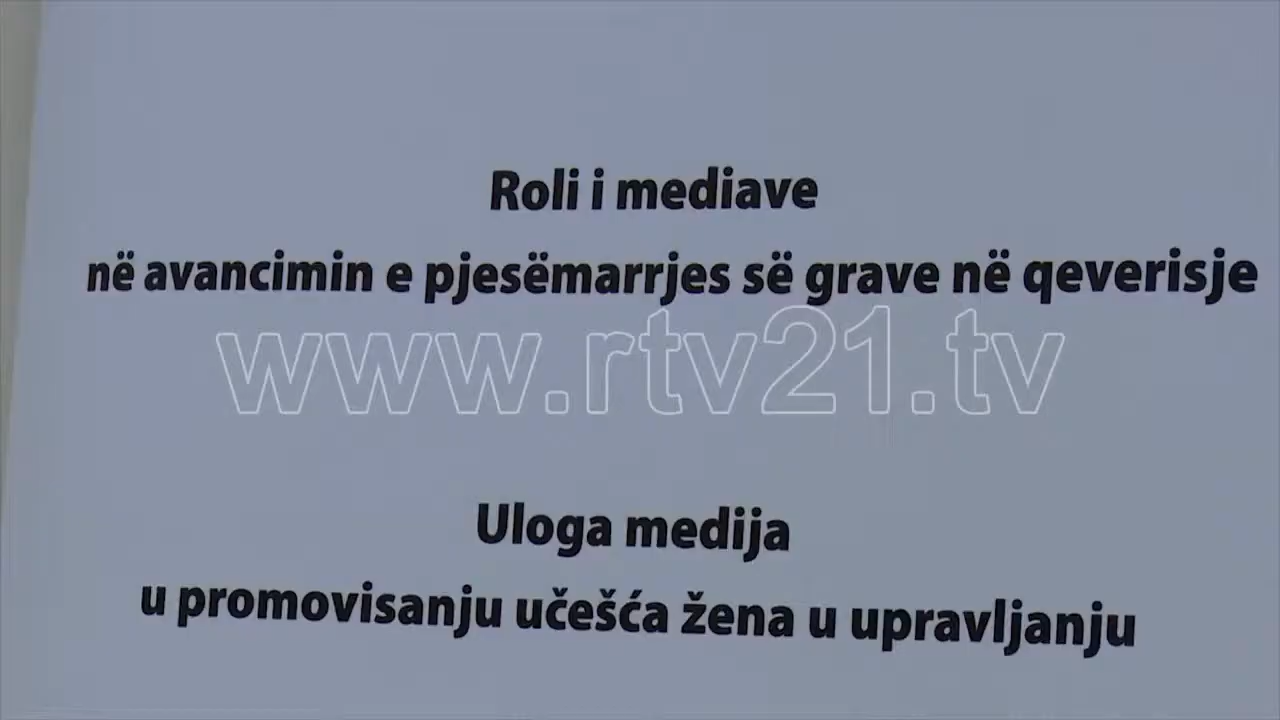 Roli i mediave
në avancimin e pjesëmarrjes së grave në qeverisje
www.rtv21.tv
Uloga medija
u promovisanju učešća žena u upravljanju